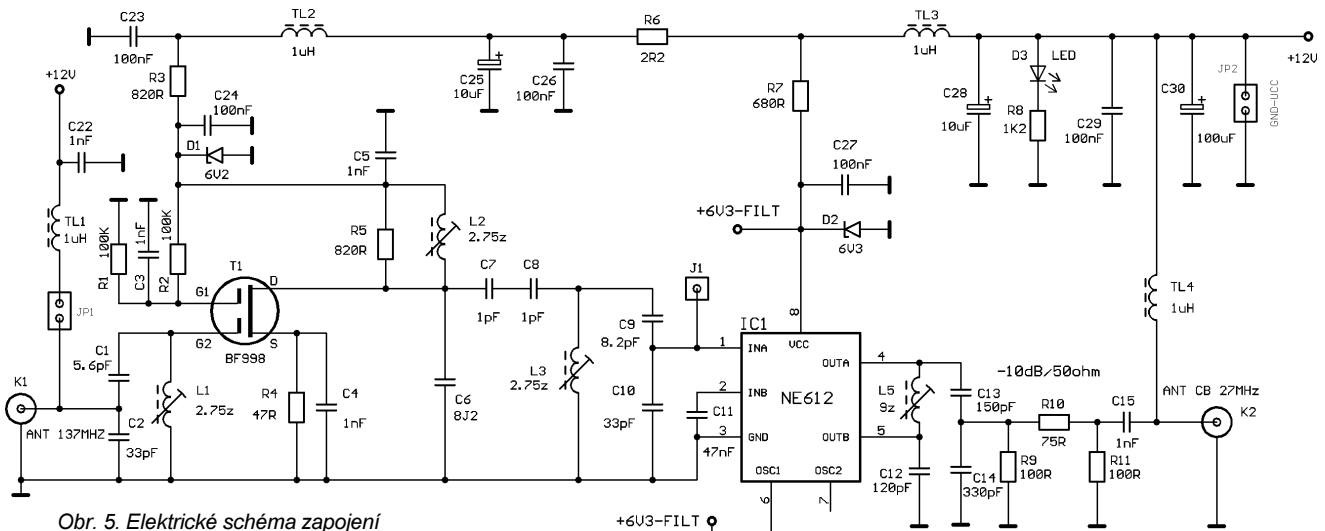 C23
100nF
TL2
1uH
R6
2R2
TL3
1uH
+12V
+12V
R3
820R
C24
100nF
D1
6V2
C22
1nF
TL1
1uH
C25
10uF
+
C26
100nF
R7
680R
C27
100nF
C28
10uF
+
D3
LED
R8
1K2
C29
100nF
C30
100uF
+
JP2
GND-UCC
C5
1nF
+6V3-FILT
D2
6V3
R1
100K
C3
1nF
R2
100K
R5
820R
L2
2.75z
JP1
T1
G1
D
G2
S
BF998
C7
1pF
C8
1pF
J1
TL4
1uH
C1
5.6pF
K1
ANT 137MHZ
C2
33pF
L1
2.75z
R4
47R
C4
1nF
C6
8J2
L3
2.75z
C9
8.2pF
C10
33pF
C11
47nF
IC1
8
VCC
1
INA
2
INB
3
GND
NE612
OUTA
4
OUTB
5
OSC1
OSC2
6
7
L5
9z
C12
120pF
C13
150pF
C14
330pF
-10dB/50ohm
R9
100R
R10
75R
R11
100R
C15
1nF
ANT CB 27MHz
K2
Obr. 5. Elektrické schéma zapojení
+6V3-FILT